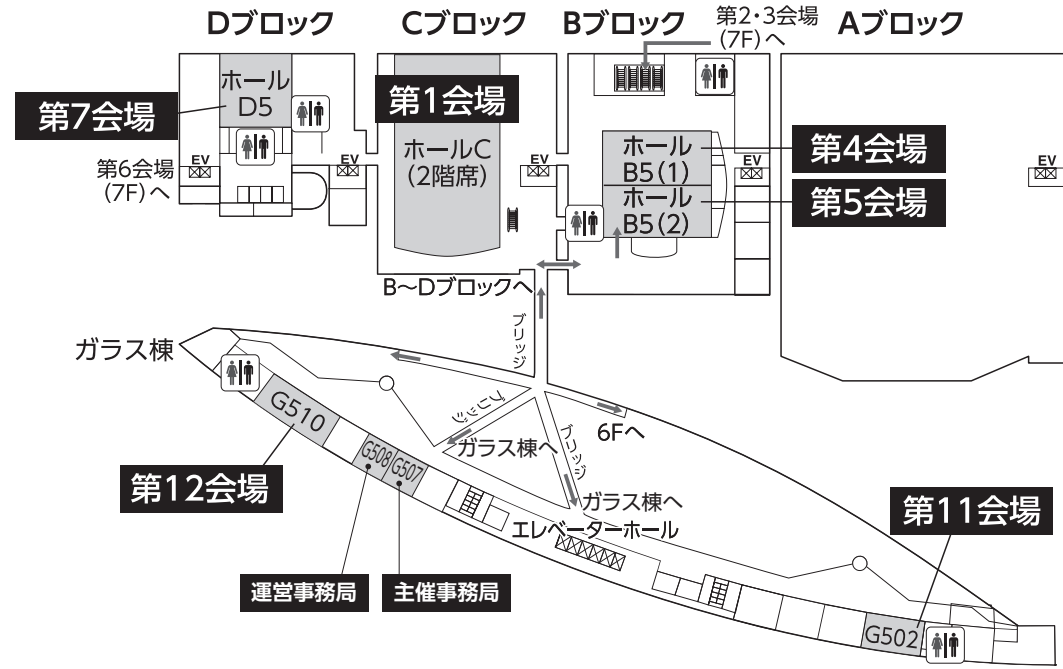 Dブロック
Cブロック
Bブロック
Aブロック
第2・3会場
(7F)へ
ホール
D5
第7会場
第1会場
ホールC
(2階席)
ホール
B5(1)
ホール
B5(2)
第4会場
第5会場
第6会場
(7F)へ
EV
EV
EV
EV
EV
B～Dブロックへ
ブリッジ
ガラス棟
ブリッジ
ブリッジ
6Fへ
ガラス棟へ
ガラス棟へ
G510
G508
G507
第12会場
エレベーターホール
第11会場
運営事務局
主催事務局
G502